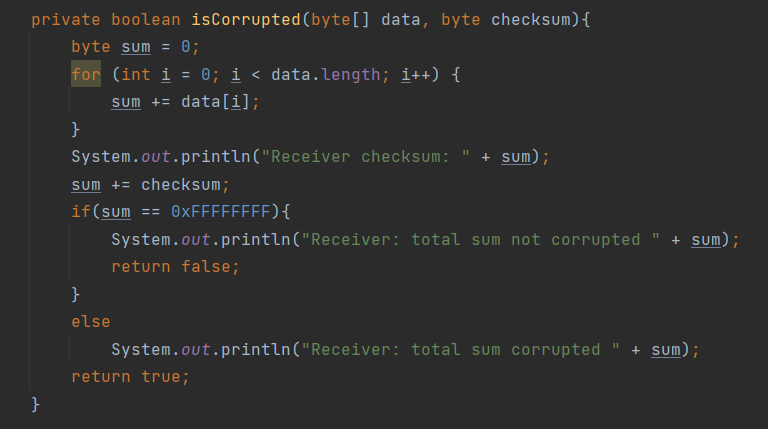 private boolean isCorrupted(byte[] data, byte checksum){
    byte sum = 0;
    for (int i = 0; i < data.length; i++) {
        sum += data[i];
    }
    System.out.println("Receiver checksum: " + sum);
    sum += checksum;
    if(sum == 0xFFFFFFFF){
        System.out.println("Receiver: total sum not corrupted " + sum);
        return false;
    }
    else
        System.out.println("Receiver: total sum corrupted " + sum);
    return true;
}